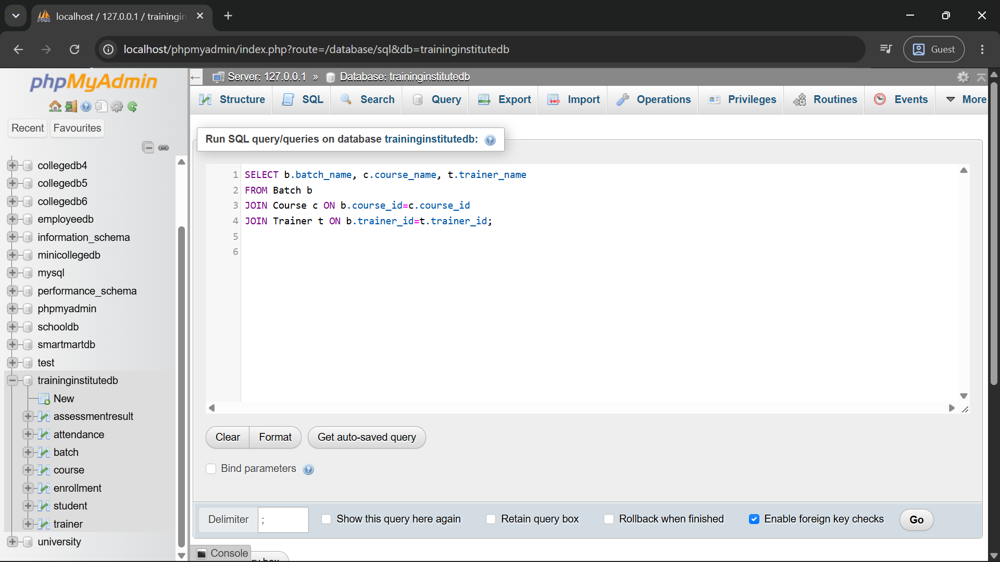 localhost / 127.0.0.1 / trainingin
localhost/phpmyadmin/index.php?route=/database/sql&db=traininginstitutedb
Guest
phpMyAdmin
Recent
Favourites
collegedb4
collegedb5
collegedb6
employeedb
information_schema
minicollegedb
mysql
performance_schema
phpmyadmin
schooldb
smartmartdb
test
traininginstitutedb
New
assessmentresult
attendance
batch
course
enrollment
student
trainer
university
Server: 127.0.0.1 » Database: traininginstitutedb
Structure SQL Search Query Export Import Operations Privileges Routines Events More
Run SQL query/queries on database traininginstitutedb:
1 SELECT b.batch_name, c.course_name, t.trainer_name
2 FROM Batch b
3 JOIN Course c ON b.course_id=c.course_id
4 JOIN Trainer t ON b.trainer_id=t.trainer_id;
5
6
Clear Format Get auto-saved query
Bind parameters
Delimiter ; Show this query here again Retain query box Rollback when finished Enable foreign key checks Go
Console